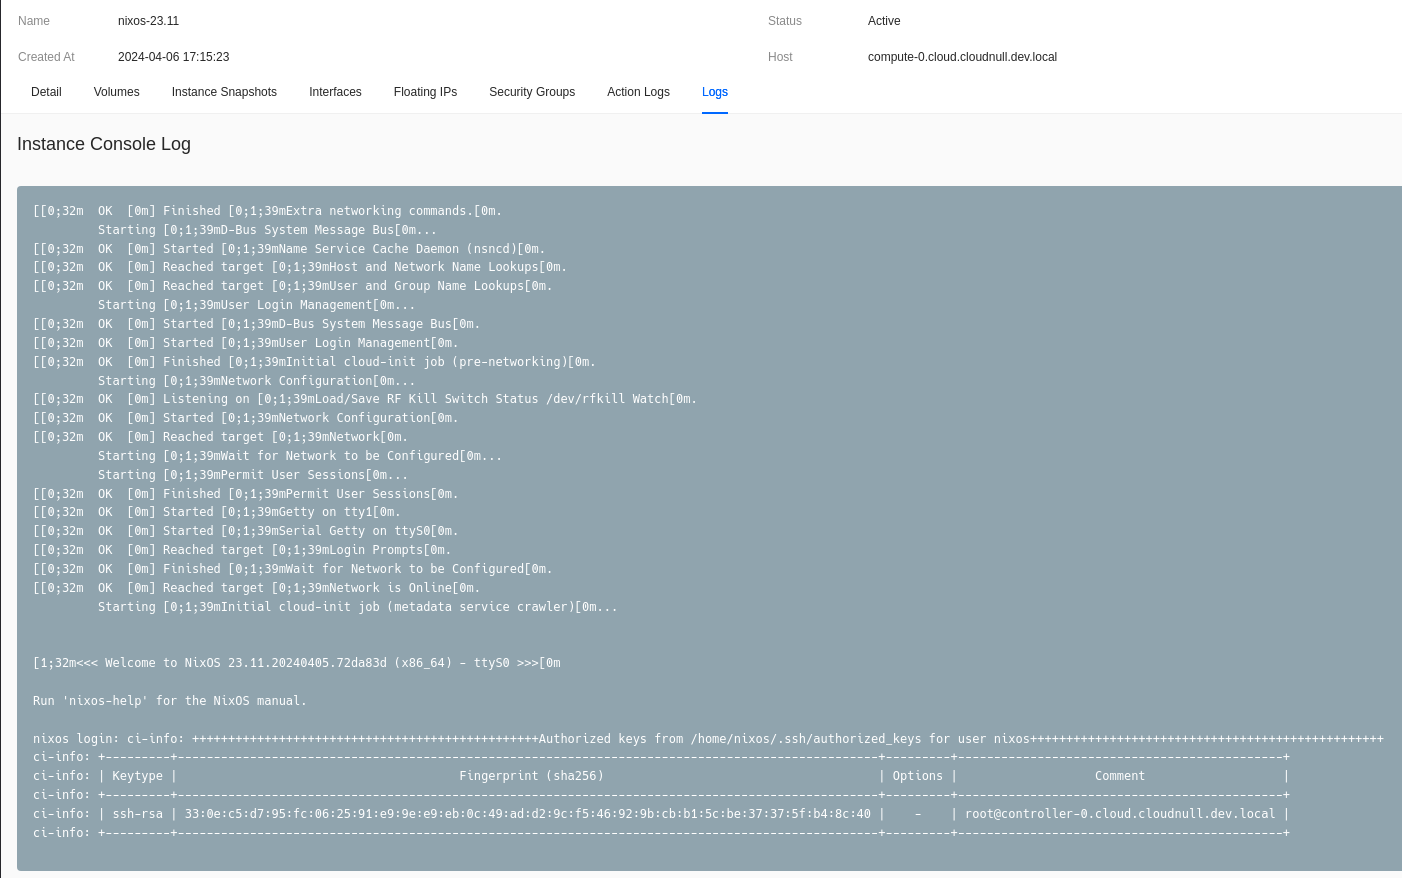 Name nixos-23.11 Status Active
Created At 2024-04-06 17:15:23 Host compute-0.cloud.cloudnull.dev.local
Detail Volumes Instance Snapshots Interfaces Floating IPs Security Groups Action Logs Logs
Instance Console Log
[[0;32m  OK  [0m] Finished [0;1;39mExtra networking commands.[0m.
         Starting [0;1;39mD-Bus System Message Bus[0m...
[[0;32m  OK  [0m] Started [0;1;39mName Service Cache Daemon (nsncd)[0m.
[[0;32m  OK  [0m] Reached target [0;1;39mHost and Network Name Lookups[0m.
[[0;32m  OK  [0m] Reached target [0;1;39mUser and Group Name Lookups[0m.
         Starting [0;1;39mUser Login Management[0m...
[[0;32m  OK  [0m] Started [0;1;39mD-Bus System Message Bus[0m.
[[0;32m  OK  [0m] Started [0;1;39mUser Login Management[0m.
[[0;32m  OK  [0m] Finished [0;1;39mInitial cloud-init job (pre-networking)[0m.
         Starting [0;1;39mNetwork Configuration[0m...
[[0;32m  OK  [0m] Listening on [0;1;39mLoad/Save RF Kill Switch Status /dev/rfkill Watch[0m.
[[0;32m  OK  [0m] Started [0;1;39mNetwork Configuration[0m.
[[0;32m  OK  [0m] Reached target [0;1;39mNetwork[0m.
         Starting [0;1;39mWait for Network to be Configured[0m...
         Starting [0;1;39mPermit User Sessions[0m...
[[0;32m  OK  [0m] Finished [0;1;39mPermit User Sessions[0m.
[[0;32m  OK  [0m] Started [0;1;39mGetty on tty1[0m.
[[0;32m  OK  [0m] Started [0;1;39mSerial Getty on ttyS0[0m.
[[0;32m  OK  [0m] Reached target [0;1;39mLogin Prompts[0m.
[[0;32m  OK  [0m] Finished [0;1;39mWait for Network to be Configured[0m.
[[0;32m  OK  [0m] Reached target [0;1;39mNetwork is Online[0m.
         Starting [0;1;39mInitial cloud-init job (metadata service crawler)[0m...
[1;32m<<< Welcome to NixOS 23.11.20240405.72da83d (x86_64) - ttyS0 >>>[0m
Run 'nixos-help' for the NixOS manual.
nixos login: ci-info: ++++++++++++++++++++++++++++++++++++++++++++++++Authorized keys from /home/nixos/.ssh/authorized_keys for user nixos+++++++++++++++++++++++++++++++++++++++++++++++++
ci-info: +---------+-------------------------------------------------------------------------------------------------+---------+---------------------------------------------+
ci-info: | Keytype |                                       Fingerprint (sha256)                                      | Options |                   Comment                   |
ci-info: +---------+-------------------------------------------------------------------------------------------------+---------+---------------------------------------------+
ci-info: | ssh-rsa | 33:0e:c5:d7:95:fc:06:25:91:e9:9e:e9:eb:0c:49:ad:d2:9c:f5:46:92:9b:cb:b1:5c:be:37:37:5f:b4:8c:40 |    -    | root@controller-0.cloud.cloudnull.dev.local |
ci-info: +---------+-------------------------------------------------------------------------------------------------+---------+---------------------------------------------+